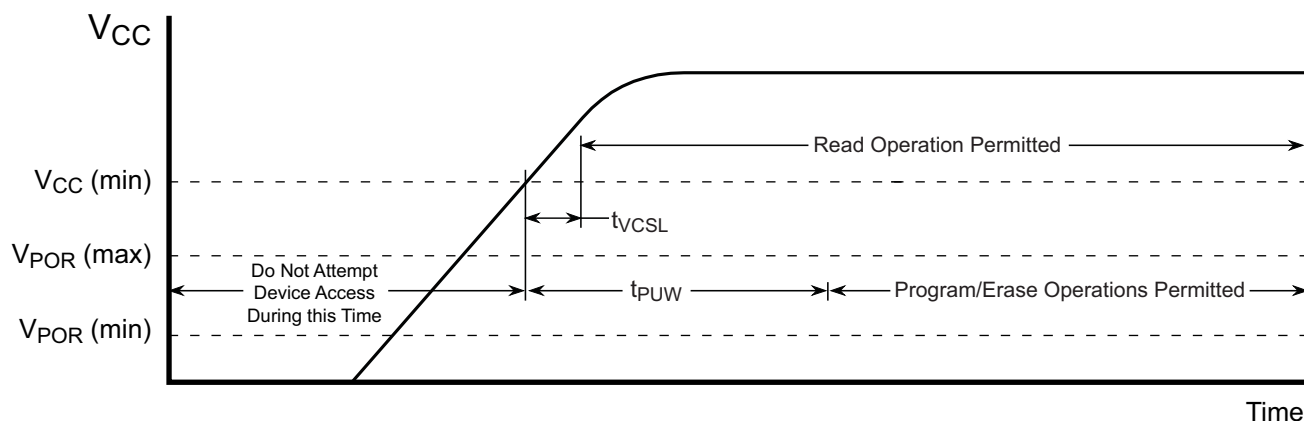 VCC
Read Operation Permitted
VCC (min)
tVCSL
VPOR (max)
Do Not Attempt
Device Access
During this Time
tPUW
Program/Erase Operations Permitted
VPOR (min)
Time